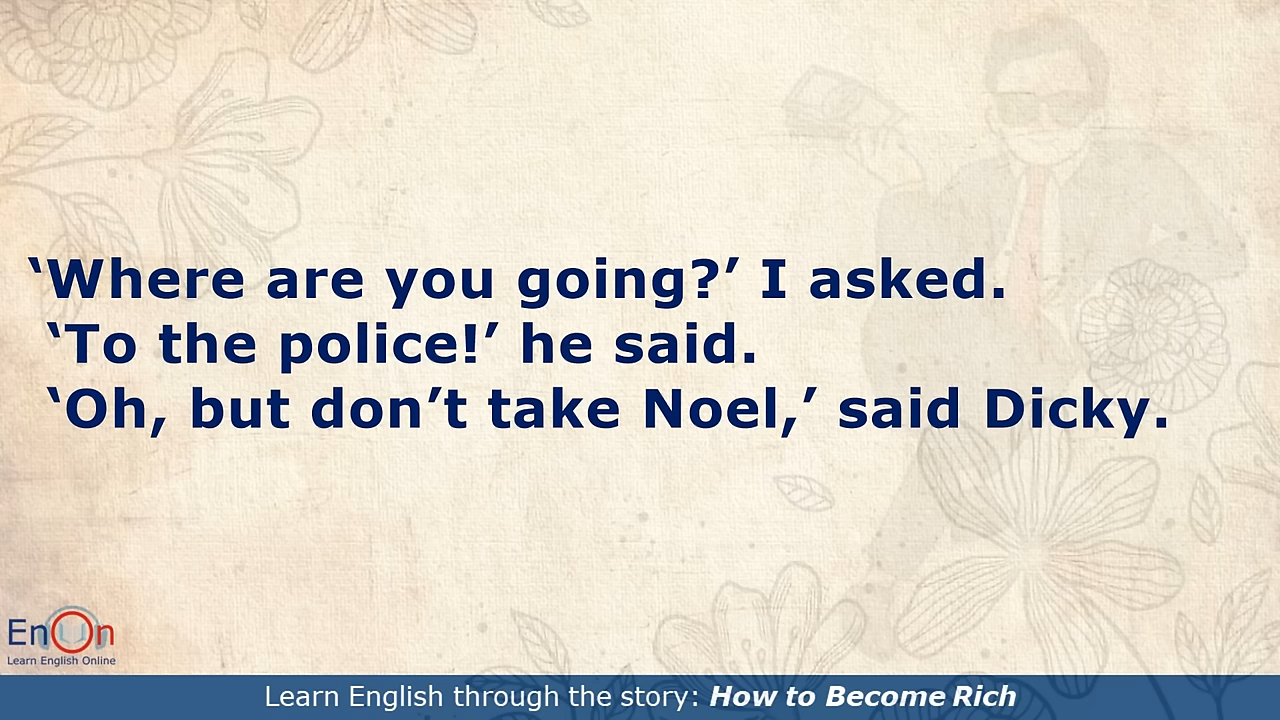 ‘Where are you going?’ I asked.
‘To the police!’ he said.
‘Oh, but don’t take Noel,’ said Dicky.
EnOn
Learn English Online
Learn English through the story: How to Become Rich